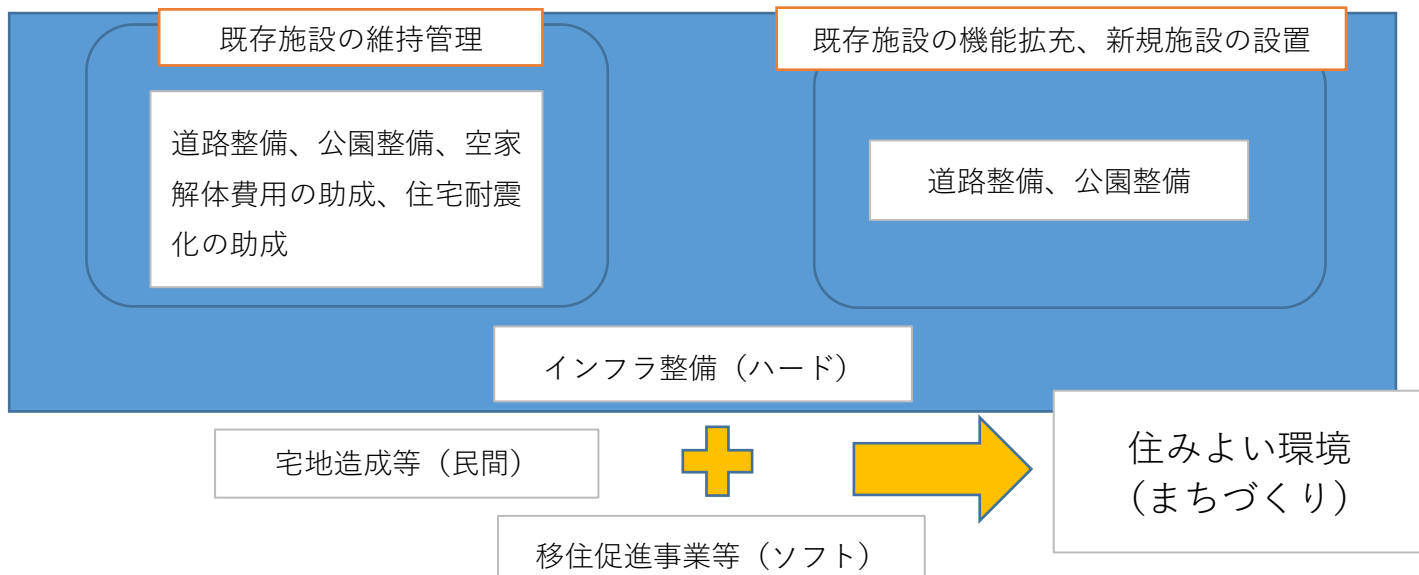 既存施設の維持管理
既存施設の機能拡充、新規施設の設置
道路整備、公園整備、空家
解体費用の助成、住宅耐震
化の助成
道路整備、公園整備
インフラ整備（ハード）
宅地造成等（民間）
住みよい環境
（まちづくり）
移住促進事業等（ソフト）